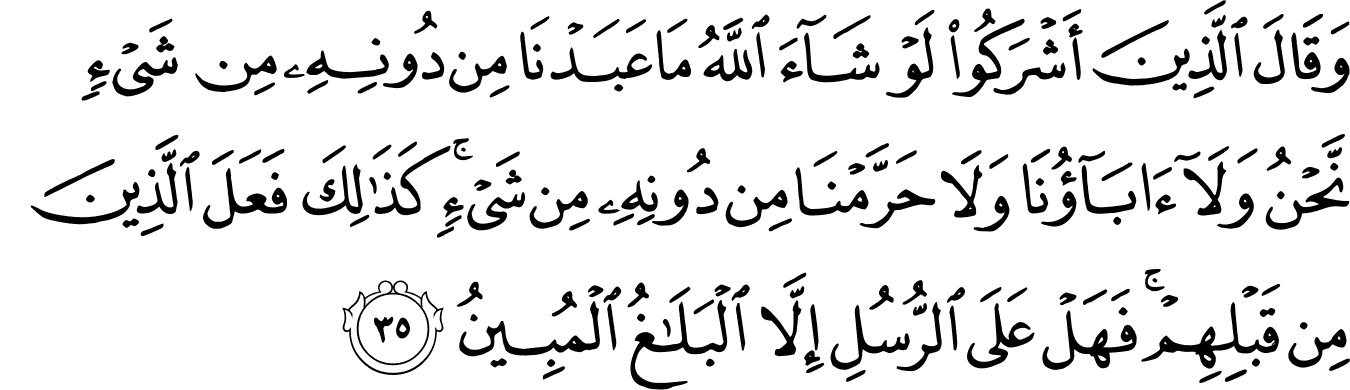 وَقَالَ ٱلَّذِينَ أَشْرَكُوا۟ لَوْ شَآءَ ٱللَّهُ مَا عَبَدْنَا مِن دُونِهِۦ مِن شَىْءٍ
نَّحْنُ وَلَآ ءَابَآؤُنَا وَلَا حَرَّمْنَا مِن دُونِهِۦ مِن شَىْءٍ ۚ كَذَٰلِكَ فَعَلَ ٱلَّذِينَ
مِن قَبْلِهِمْ ۚ فَهَلْ عَلَى ٱلرُّسُلِ إِلَّا ٱلْبَلَٰغُ ٱلْمُبِينُ ٣٥